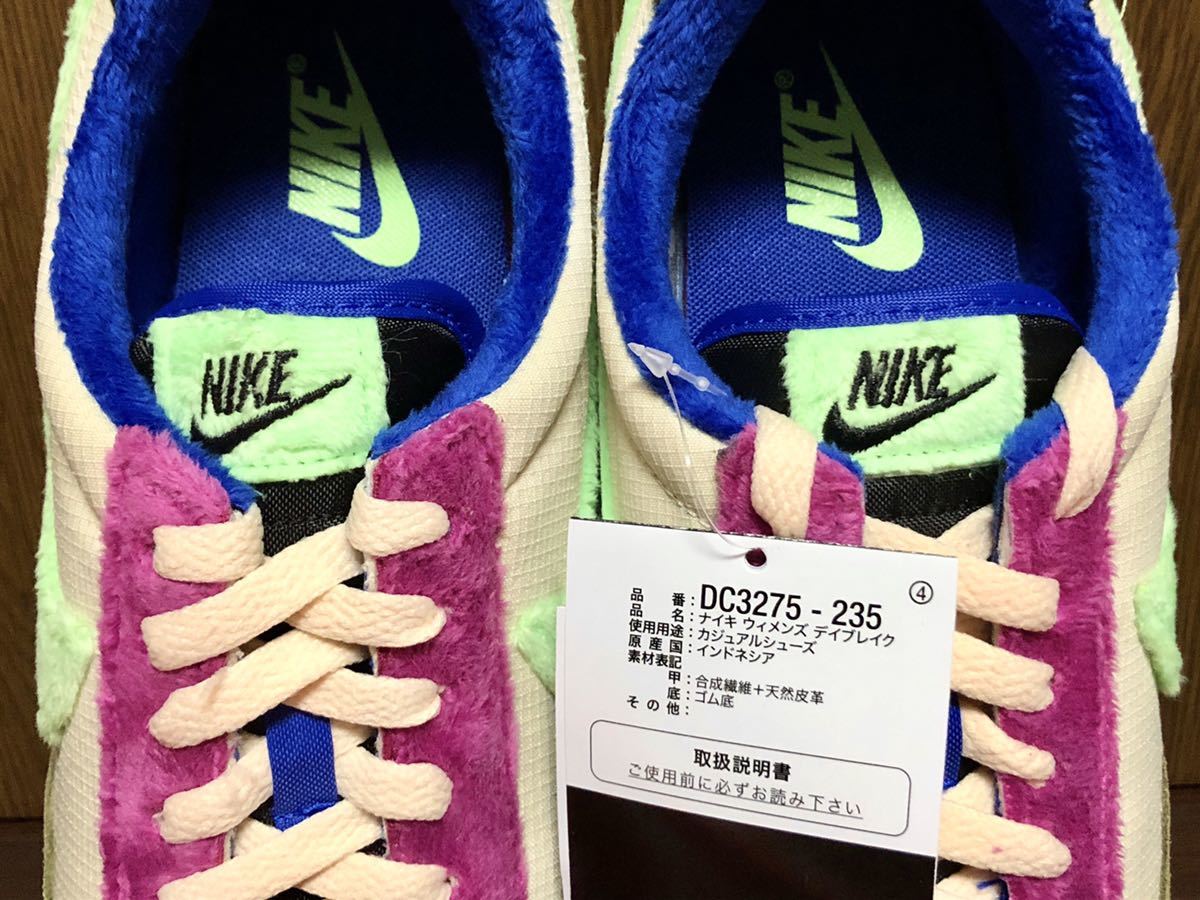 NIKE
NIKE
NIKE
NIKE
④
品番：DC3275 - 235
品名：ナイキ ウィメンズ デイブレイク
使用用途：カジュアルシューズ
原産国：インドネシア
素材表記
甲：合成繊維＋天然皮革
底：ゴム底
その他：
取扱説明書
ご使用前に必ずお読み下さい